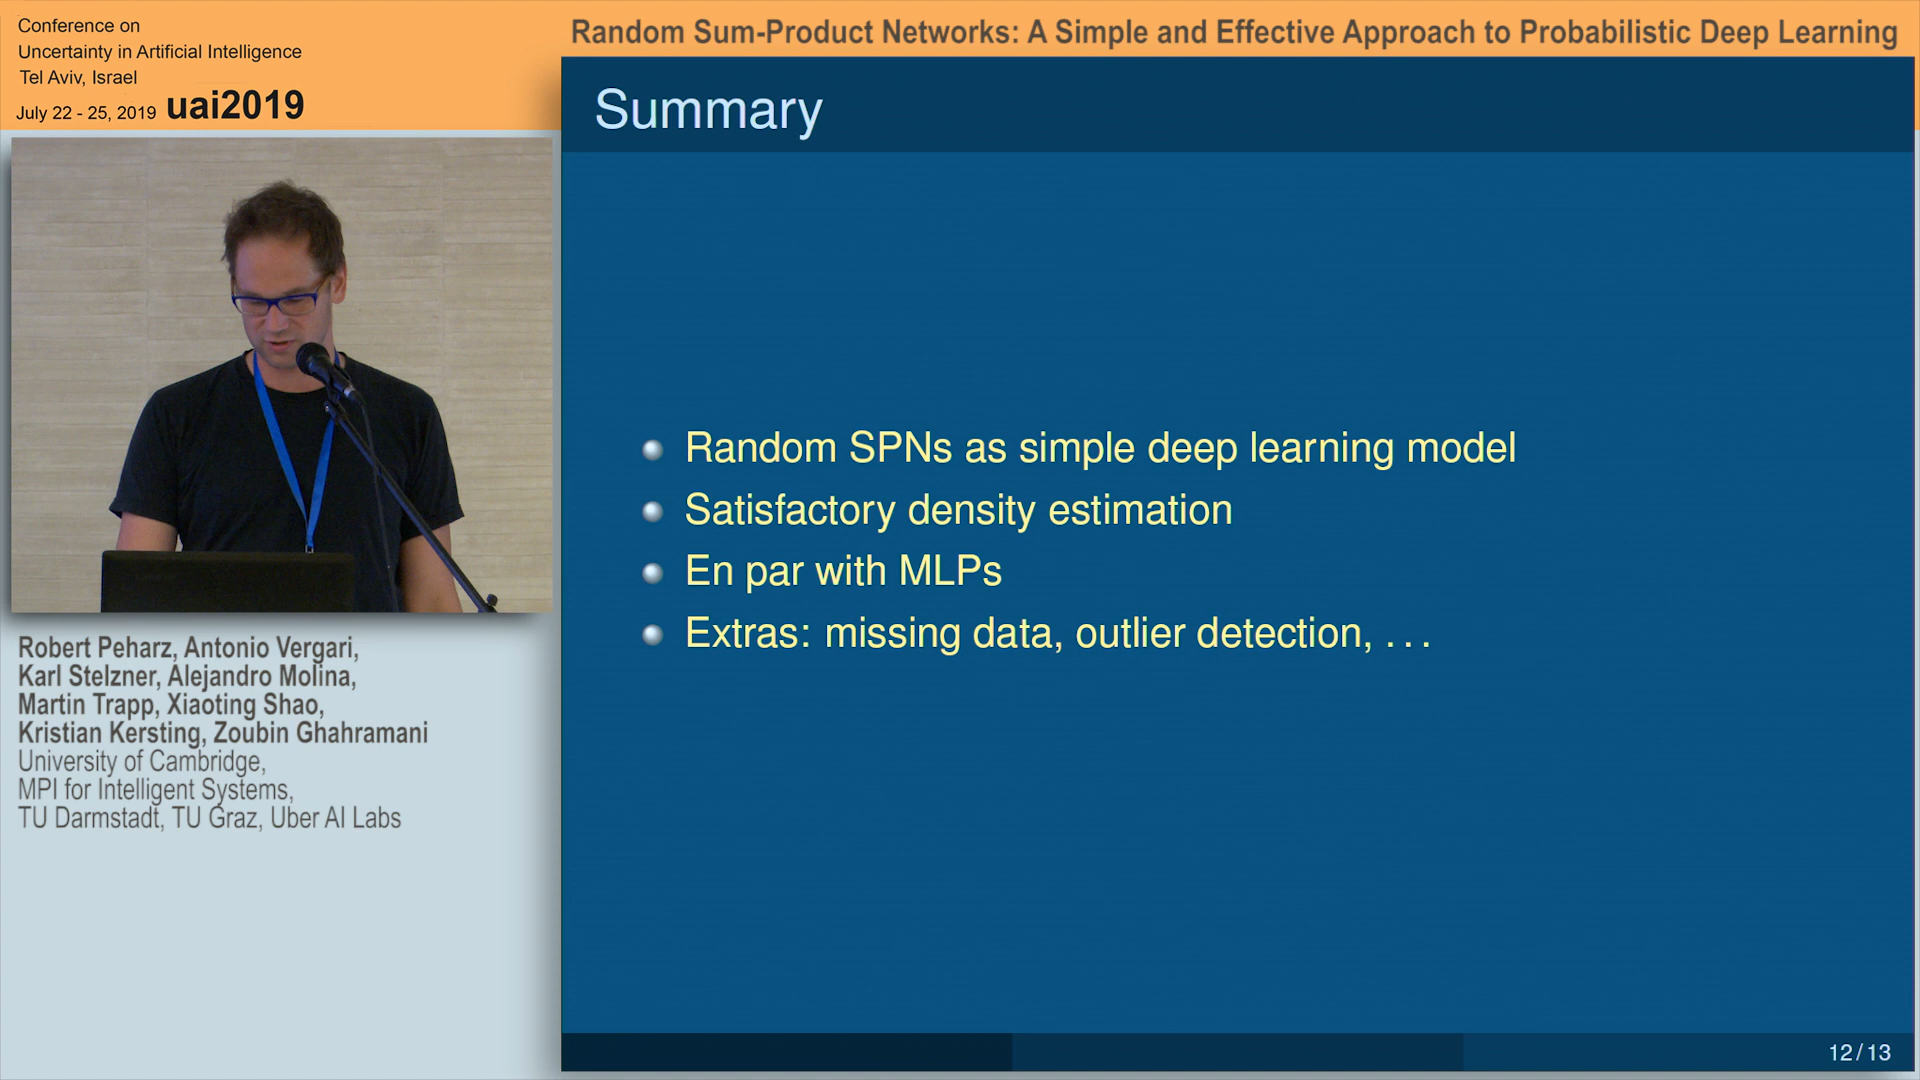 Conference on
Uncertainty in Artificial Intelligence
Tel Aviv, Israel
July 22 - 25, 2019 uai2019
Random Sum-Product Networks: A Simple and Effective Approach to Probabilistic Deep Learning
Summary
Random SPNs as simple deep learning model
Satisfactory density estimation
En par with MLPs
Extras: missing data, outlier detection, ...
Robert Peharz, Antonio Vergari,
Karl Stelzner, Alejandro Molina,
Martin Trapp, Xiaoting Shao,
Kristian Kersting, Zoubin Ghahramani
University of Cambridge,
MPI for Intelligent Systems,
TU Darmstadt, TU Graz, Uber AI Labs
12/13